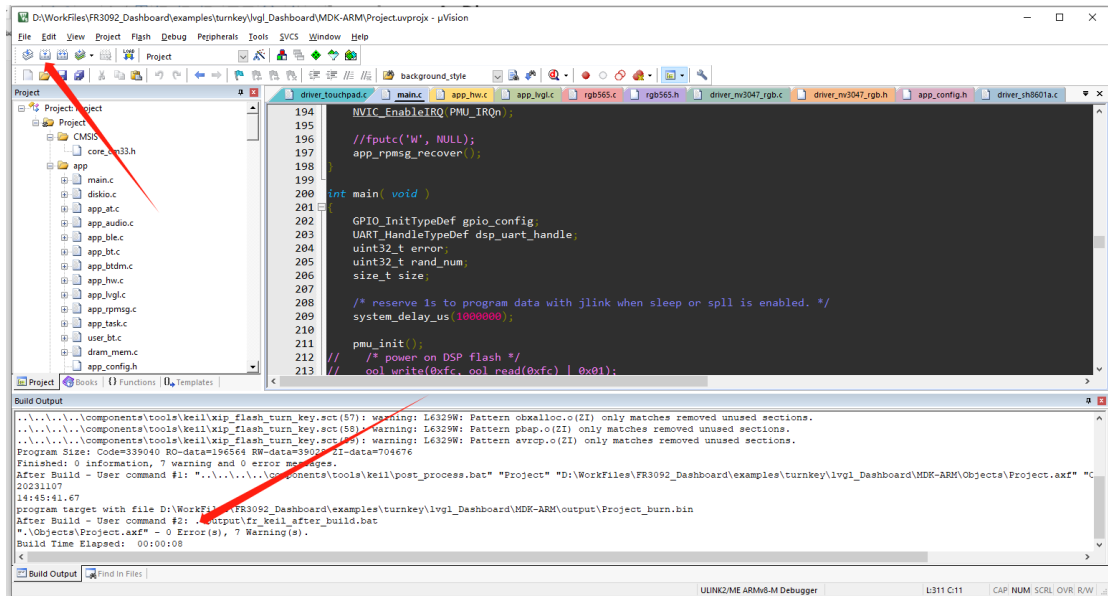 D:\WorkFiles\FR3092_Dashboard\examples\turnkey\lvgl_Dashboard\MDK-ARM\Project.uvprojx - µVision
File Edit View Project Flash Debug Peripherals Tools SVCS Window Help
Project
background_style
Project
driver_touchpad.c main.c app_hw.c app_lvgl.c rgb565.c rgb565.h driver_nv3047_rgb.c driver_nv3047_rgb.h app_config.h driver_sh8601a.c
Project: Project
Project
CMSIS
core_cm33.h
app
main.c
diskio.c
app_at.c
app_audio.c
app_ble.c
app_bt.c
app_btdm.c
app_hw.c
app_lvgl.c
app_rpmsg.c
app_task.c
user_bt.c
dram_mem.c
app_config.h
194 NVIC_EnableIRQ(PMU_IRQn);
195
196 //fputc('W', NULL);
197 app_rpmsg_recover();
198 }
199
200 int main( void )
201 {
202 GPIO_InitTypeDef gpio_config;
203 UART_HandleTypeDef dsp_uart_handle;
204 uint32_t error;
205 uint32_t rand_num;
206 size_t size;
207
208 /* reserve 1s to program data with jlink when sleep or spll is enabled. */
209 system_delay_us(1000000);
210
211 pmu_init();
212 // /* power on DSP flash */
213 // ool_write(0xfc, ool_read(0xfc) | 0x01);
Project Books {} Functions Templates
Build Output
..\..\..\..\components\tools\keil\xip_flash_turn_key.sct(57): warning: L6329W: Pattern obxalloc.o(ZI) only matches removed unused sections.
..\..\..\..\components\tools\keil\xip_flash_turn_key.sct(58): warning: L6329W: Pattern pbap.o(ZI) only matches removed unused sections.
..\..\..\..\components\tools\keil\xip_flash_turn_key.sct(59): warning: L6329W: Pattern avrcp.o(ZI) only matches removed unused sections.
Program Size: Code=339040 RO-data=196564 RW-data=39028 ZI-data=704676
Finished: 0 information, 7 warning and 0 error messages.
After Build - User command #1: "..\..\..\..\components\tools\keil\post_process.bat" "Project" "D:\WorkFiles\FR3092_Dashboard\examples\turnkey\lvgl_Dashboard\MDK-ARM\Objects\Project.axf"
20231107
14:45:41.67
program target with file D:\WorkFiles\FR3092_Dashboard\examples\turnkey\lvgl_Dashboard\MDK-ARM\output\Project_burn.bin
After Build - User command #2: .\output\fr_keil_after_build.bat
".\Objects\Project.axf" - 0 Error(s), 7 Warning(s).
Build Time Elapsed: 00:00:08
Build Output Find In Files
ULINK2/ME ARMv8-M Debugger L:311 C:11 CAP NUM SCRL OVR R/W